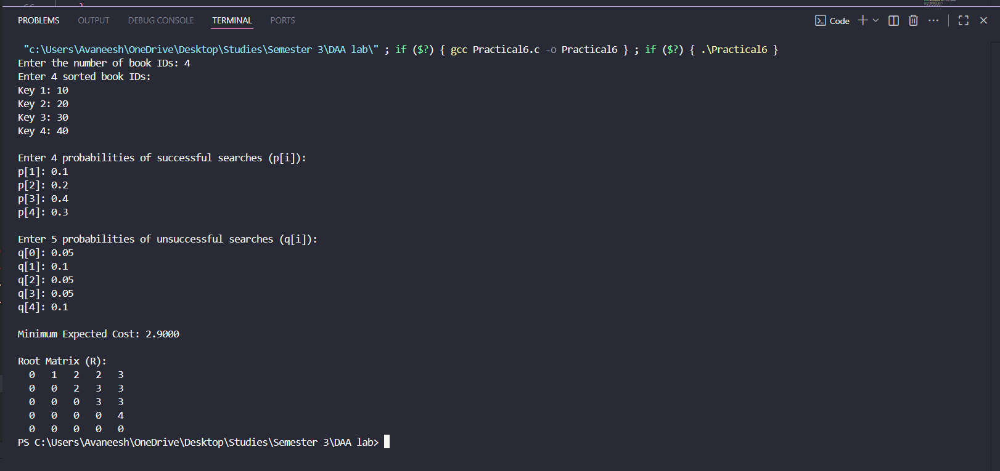 PROBLEMS OUTPUT DEBUG CONSOLE TERMINAL PORTS Code
"c:\Users\Avaneesh\OneDrive\Desktop\Studies\Semester 3\DAA lab\" ; if ($?) { gcc Practical6.c -o Practical6 } ; if ($?) { .\Practical6 }
Enter the number of book IDs: 4
Enter 4 sorted book IDs:
Key 1: 10
Key 2: 20
Key 3: 30
Key 4: 40
Enter 4 probabilities of successful searches (p[i]):
p[1]: 0.1
p[2]: 0.2
p[3]: 0.4
p[4]: 0.3
Enter 5 probabilities of unsuccessful searches (q[i]):
q[0]: 0.05
q[1]: 0.1
q[2]: 0.05
q[3]: 0.05
q[4]: 0.1
Minimum Expected Cost: 2.9000
Root Matrix (R):
0 1 2 2 3
0 0 2 3 3
0 0 0 3 3
0 0 0 0 4
0 0 0 0 0
PS C:\Users\Avaneesh\OneDrive\Desktop\Studies\Semester 3\DAA lab>